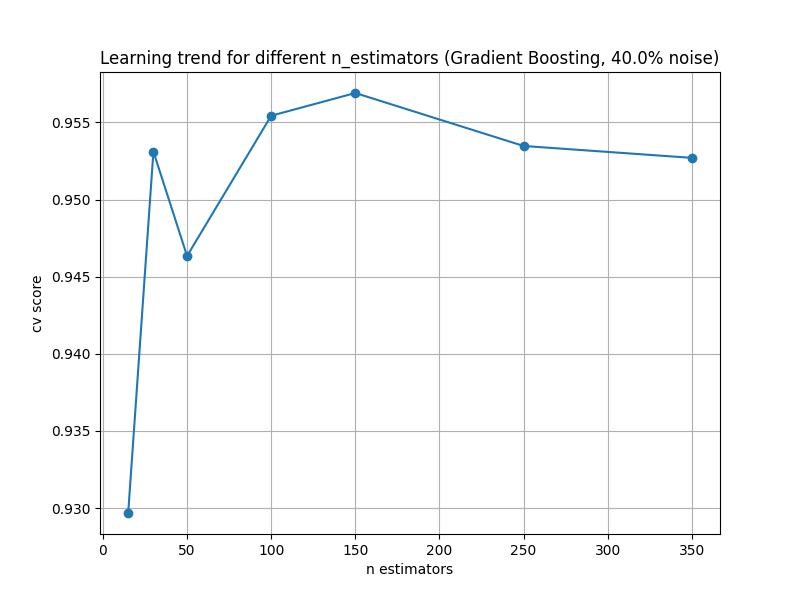 Learning trend for different n_estimators (Gradient Boosting, 40.0% noise)
0.955
0.950
0.945
0.940
0.935
0.930
cv score
0 50 100 150 200 250 300 350
n estimators